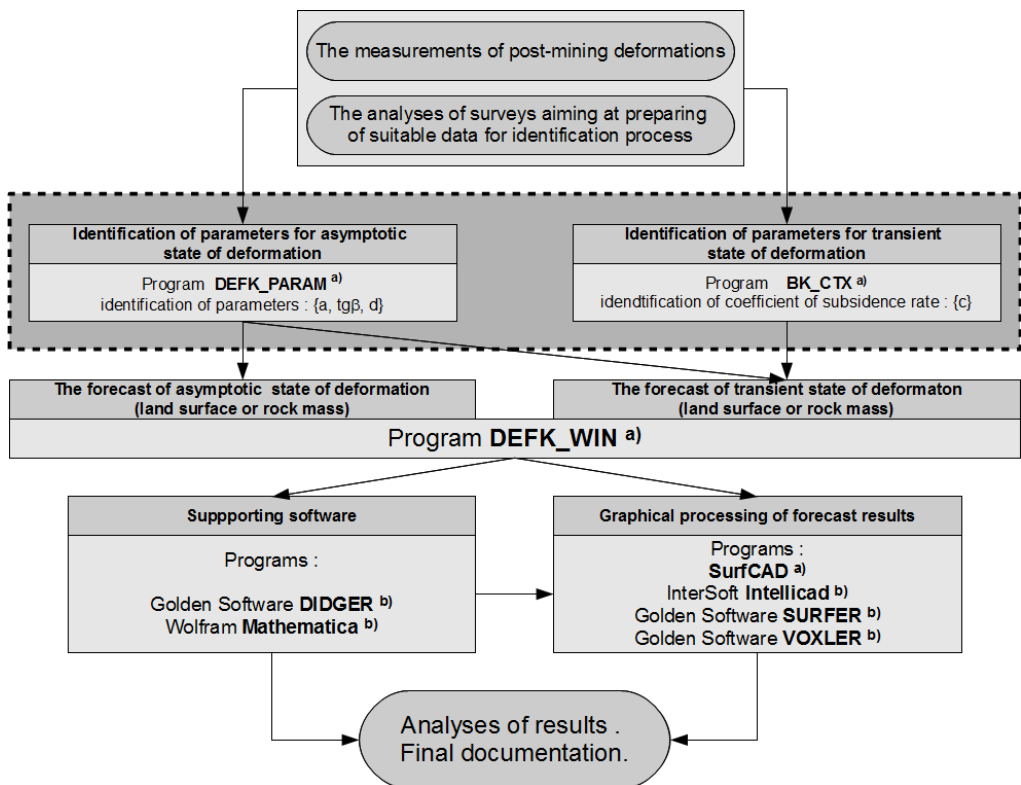 The measurements of post-mining deformations
The analyses of surveys aiming at preparing
of suitable data for identification process
Identification of parameters for asymptotic
state of deformation
Program DEFK_PARAM a)
identification of parameters : {a, tgβ, d}
Identification of parameters for transient
state of deformation
Program BK_CTX a)
idendtification of coefficient of subsidence rate : {c}
The forecast of asymptotic state of deformation
(land surface or rock mass)
The forecast of transient state of deformaton
(land surface or rock mass)
Program DEFK_WIN a)
Suppporting software
Programs :
Golden Software DIDGER b)
Wolfram Mathematica b)
Graphical processing of forecast results
Programs :
SurfCAD a)
InterSoft Intellicad b)
Golden Software SURFER b)
Golden Software VOXLER b)
Analyses of results .
Final documentation.